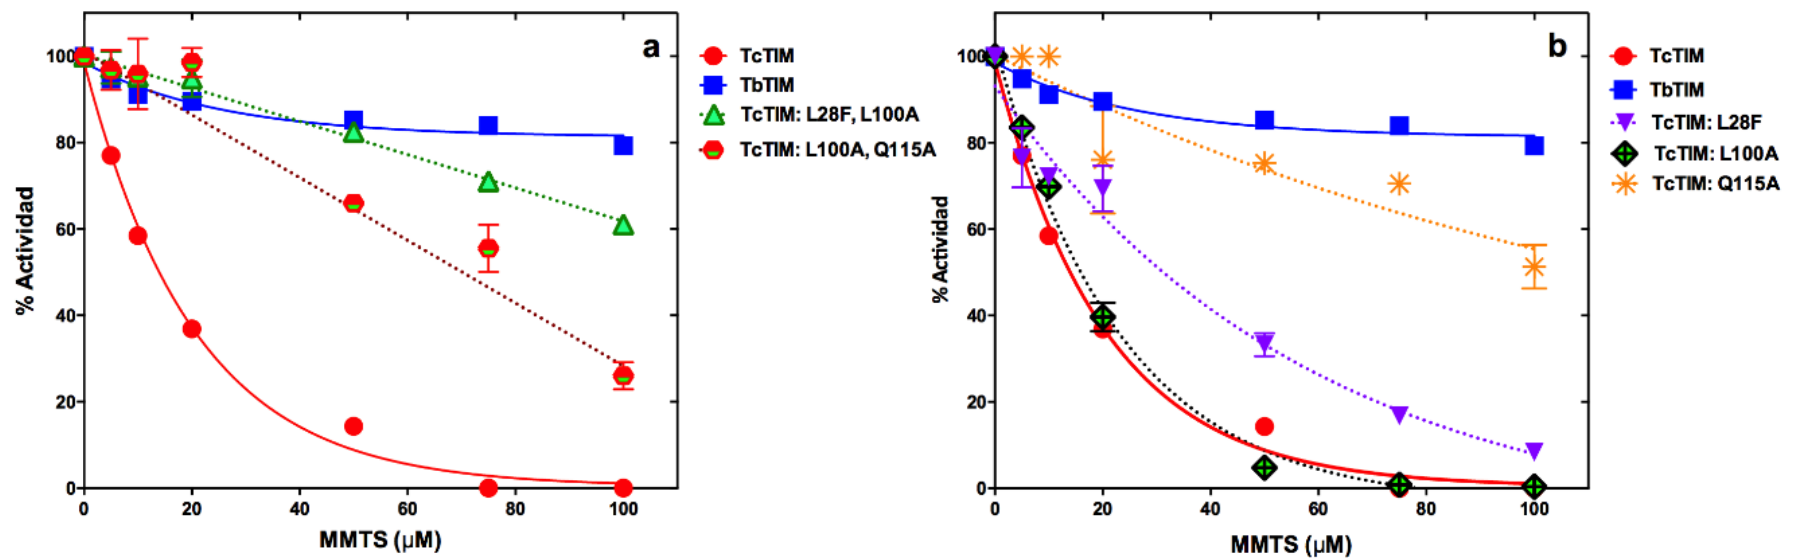 a
100
80
60
40
20
0
% Actividad
0 20 40 60 80 100
MMTS (µM)
TcTIM
TbTIM
TcTIM: L28F, L100A
TcTIM: L100A, Q115A
b
100
80
60
40
20
0
% Actividad
0 20 40 60 80 100
MMTS (µM)
TcTIM
TbTIM
TcTIM: L28F
TcTIM: L100A
TcTIM: Q115A